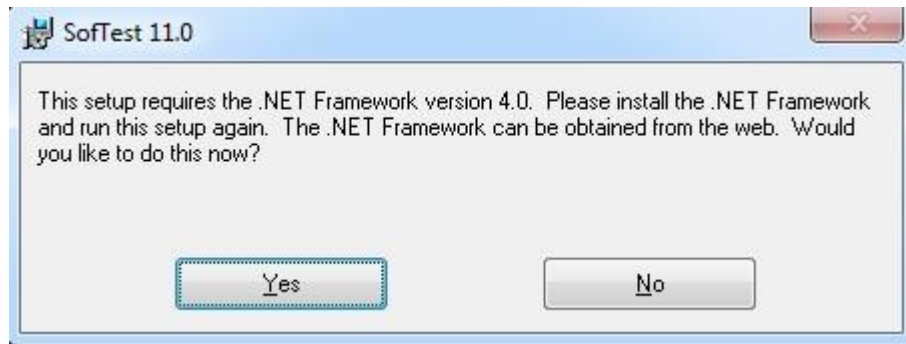 SofTest 11.0
This setup requires the .NET Framework version 4.0.  Please install the .NET Framework
and run this setup again.  The .NET Framework can be obtained from the web.  Would
you like to do this now?
Yes
No